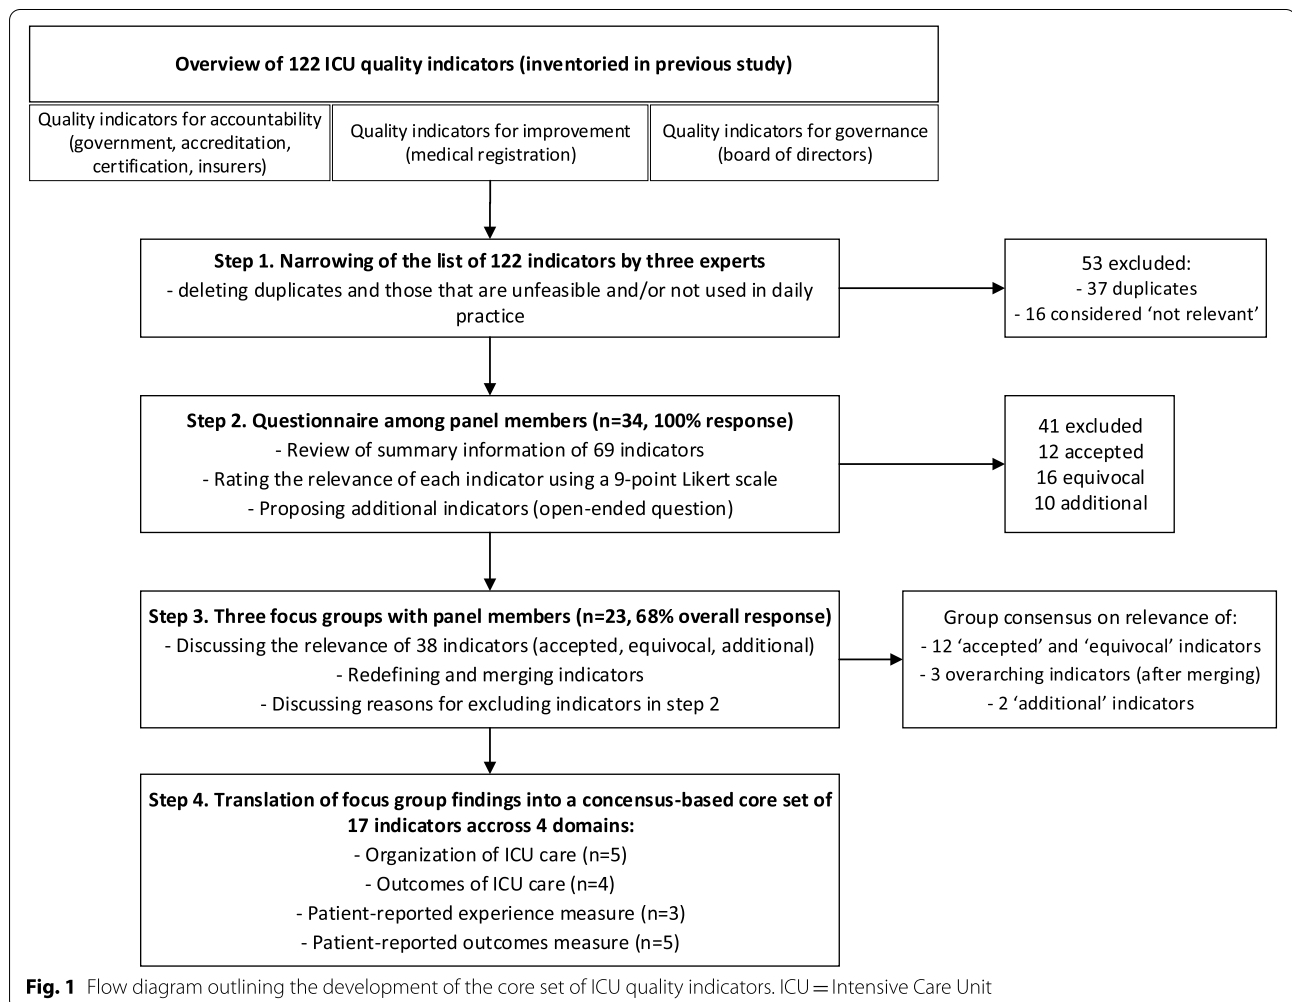 Overview of 122 ICU quality indicators (inventoried in previous study)
Quality indicators for accountability
(government, accreditation,
certification, insurers)
Quality indicators for improvement
(medical registration)
Quality indicators for governance
(board of directors)
Step 1. Narrowing of the list of 122 indicators by three experts
- deleting duplicates and those that are unfeasible and/or not used in daily
practice
53 excluded:
- 37 duplicates
- 16 considered ‘not relevant’
Step 2. Questionnaire among panel members (n=34, 100% response)
- Review of summary information of 69 indicators
- Rating the relevance of each indicator using a 9-point Likert scale
- Proposing additional indicators (open-ended question)
41 excluded
12 accepted
16 equivocal
10 additional
Step 3. Three focus groups with panel members (n=23, 68% overall response)
- Discussing the relevance of 38 indicators (accepted, equivocal, additional)
- Redefining and merging indicators
- Discussing reasons for excluding indicators in step 2
Group consensus on relevance of:
- 12 ‘accepted’ and ‘equivocal’ indicators
- 3 overarching indicators (after merging)
- 2 ‘additional’ indicators
Step 4. Translation of focus group findings into a concensus-based core set of
17 indicators accross 4 domains:
- Organization of ICU care (n=5)
- Outcomes of ICU care (n=4)
- Patient-reported experience measure (n=3)
- Patient-reported outcomes measure (n=5)
Fig. 1 Flow diagram outlining the development of the core set of ICU quality indicators. ICU = Intensive Care Unit